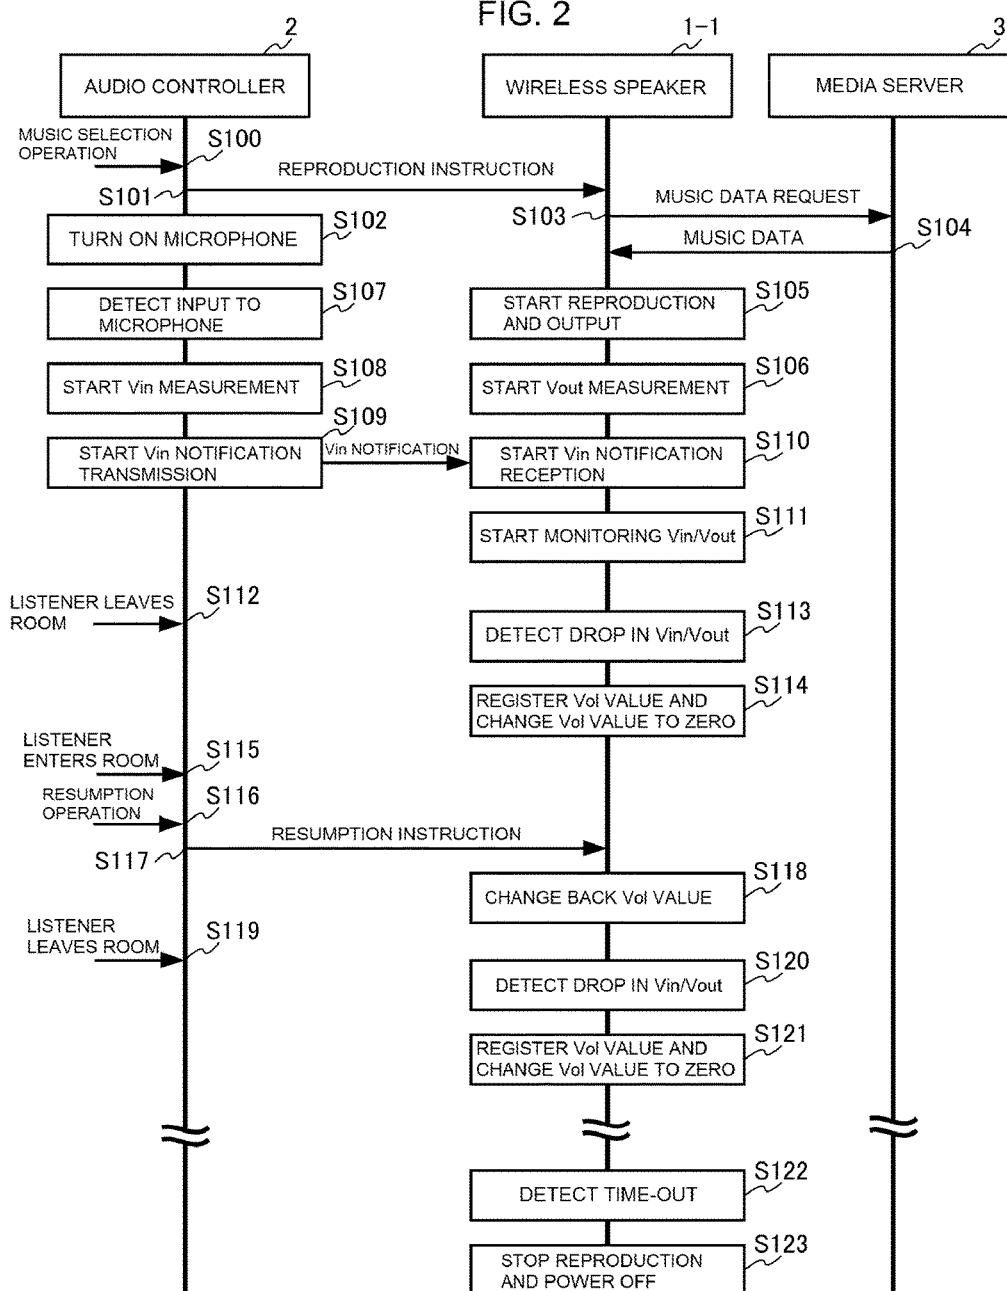 FIG. 2
2
1-1
3
AUDIO CONTROLLER
WIRELESS SPEAKER
MEDIA SERVER
MUSIC SELECTION
OPERATION
S100
S101
REPRODUCTION INSTRUCTION
S103
MUSIC DATA REQUEST
TURN ON MICROPHONE
S102
MUSIC DATA
S104
DETECT INPUT TO
MICROPHONE
S107
START REPRODUCTION
AND OUTPUT
S105
START Vin MEASUREMENT
S108
START Vout MEASUREMENT
S106
START Vin NOTIFICATION
TRANSMISSION
S109
Vin NOTIFICATION
START Vin NOTIFICATION
RECEPTION
S110
START MONITORING Vin/Vout
S111
LISTENER LEAVES
ROOM
S112
DETECT DROP IN Vin/Vout
S113
REGISTER Vol VALUE AND
CHANGE Vol VALUE TO ZERO
S114
LISTENER
ENTERS ROOM
S115
RESUMPTION
OPERATION
S116
S117
RESUMPTION INSTRUCTION
CHANGE BACK Vol VALUE
S118
LISTENER
LEAVES ROOM
S119
DETECT DROP IN Vin/Vout
S120
REGISTER Vol VALUE AND
CHANGE Vol VALUE TO ZERO
S121
DETECT TIME-OUT
S122
STOP REPRODUCTION
AND POWER OFF
S123